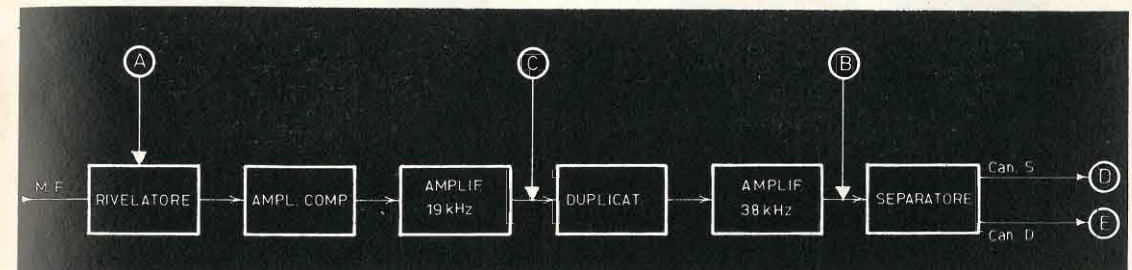 A
C
B
M.F.
RIVELATORE
AMPL. COMP
AMPLIF.
19 kHz
DUPLICAT
AMPLIF.
38 kHz
SEPARATORE
Can. S
D
Can. D
E